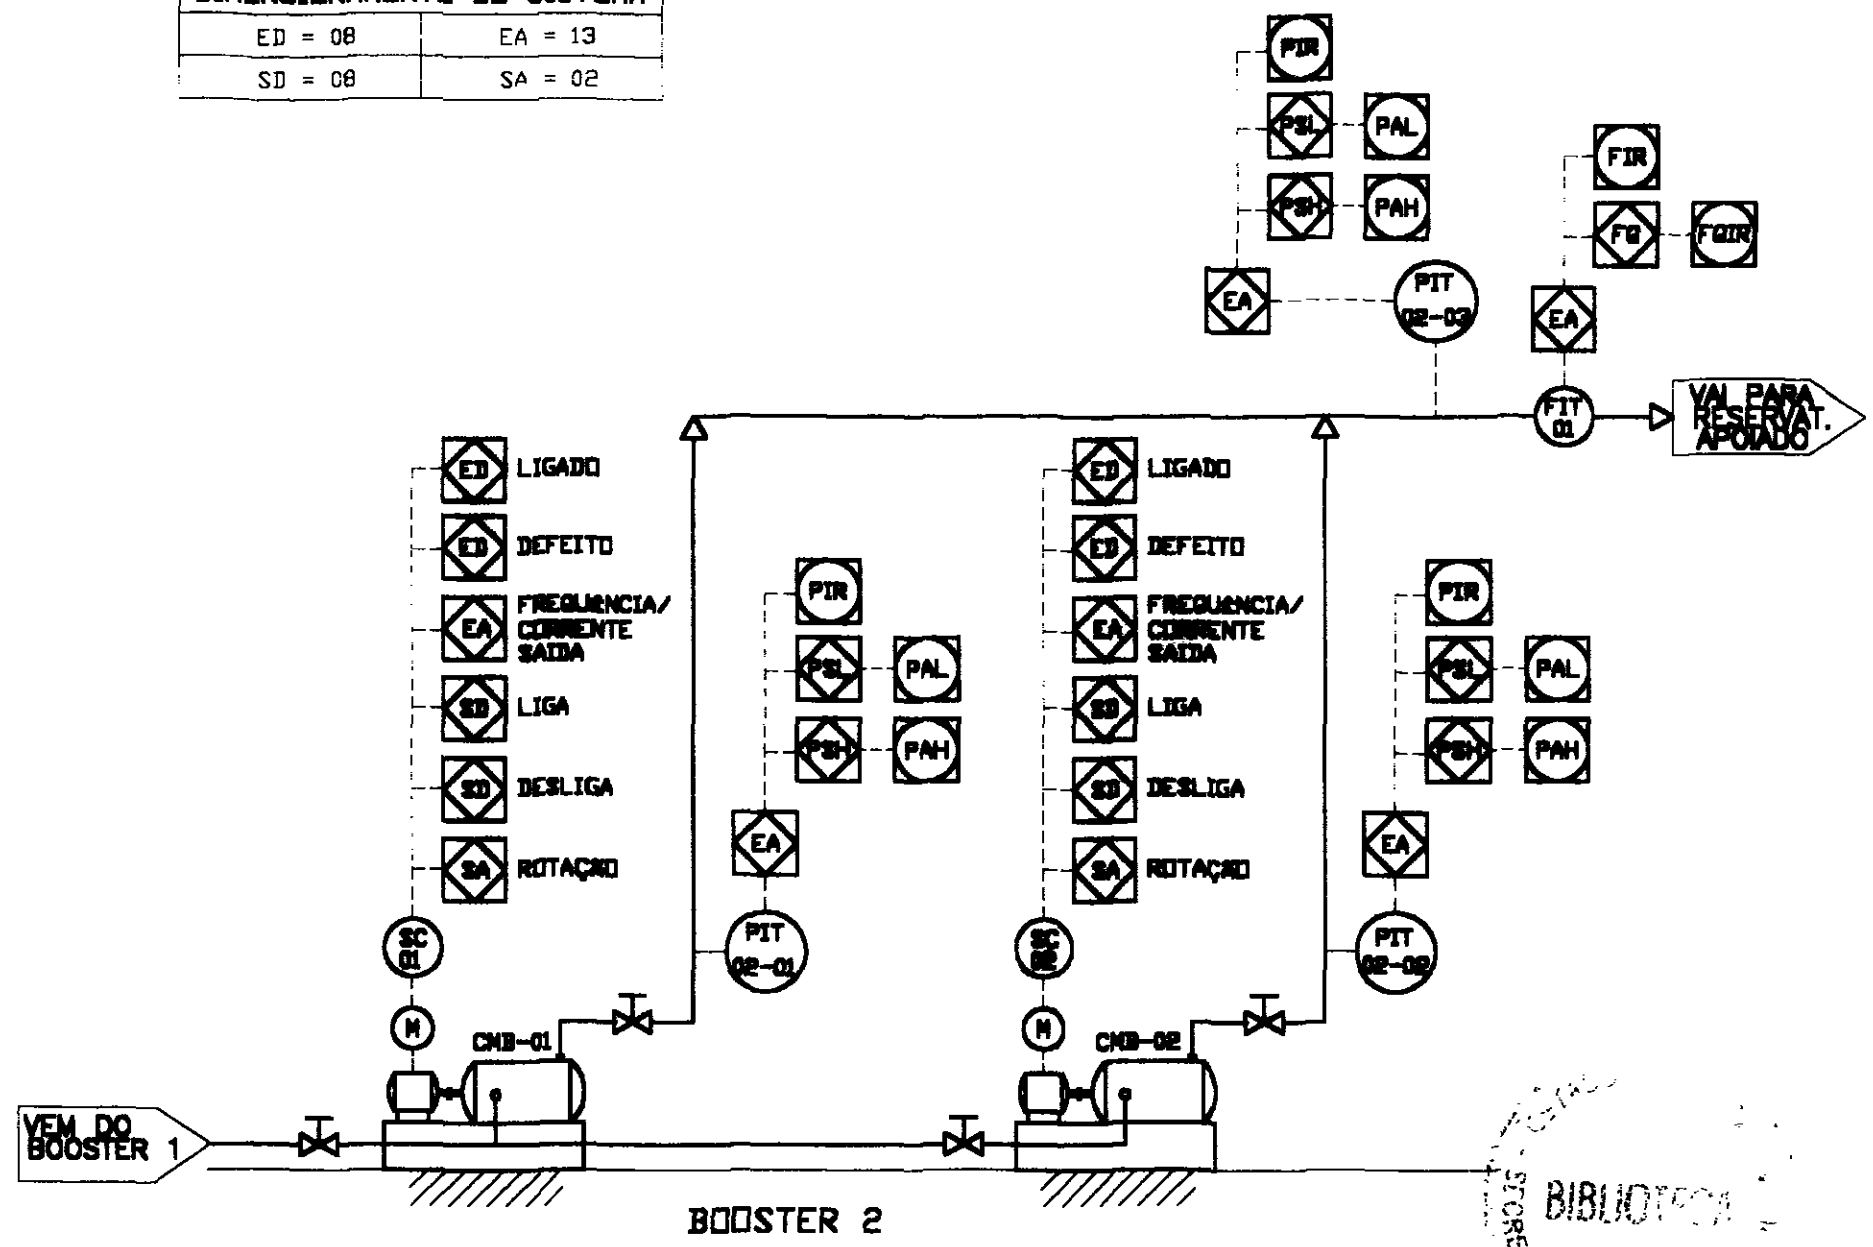 ED = 08
EA = 13
SD = 08
SA = 02
PIR
PSL
PAL
PSH
PAH
EA
PIT
02-03
FIR
FQ
FQIR
EA
FIT
01
VAI PARA
RESERVAT.
APOIADO
ED
LIGADO
ED
DEFEITO
EA
FREQUÊNCIA/
CORRENTE
SAIDA
SD
LIGA
SD
DESLIGA
SA
ROTAÇÃO
SC
01
M
CMB-01
PIR
PSL
PAL
PSH
PAH
EA
PIT
02-01
ED
LIGADO
ED
DEFEITO
EA
FREQUÊNCIA/
CORRENTE
SAIDA
SD
LIGA
SD
DESLIGA
SA
ROTAÇÃO
SC
02
M
CMB-02
PIR
PSL
PAL
PSH
PAH
EA
PIT
02-02
VEM DO
BOOSTER 1
BOOSTER 2
BIBLIOTECA